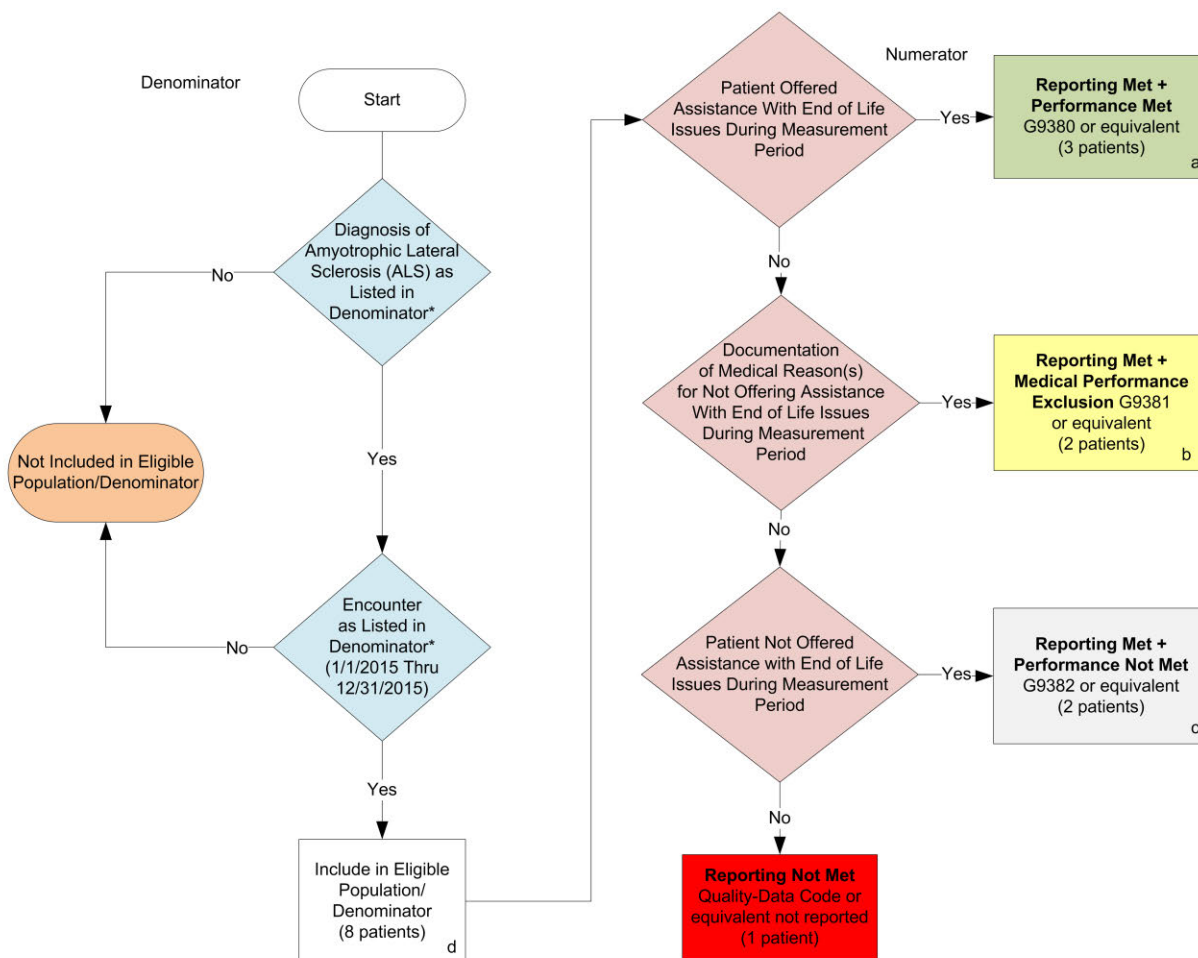 Denominator
Start
Diagnosis of
Amyotrophic Lateral
Sclerosis (ALS) as
Listed in
Denominator*
No
Yes
Not Included in Eligible
Population/Denominator
Encounter
as Listed in
Denominator*
(1/1/2015 Thru
12/31/2015)
No
Yes
Include in Eligible
Population/
Denominator
(8 patients)
d
Numerator
Patient Offered
Assistance With End of Life
Issues During Measurement
Period
Yes
Reporting Met +
Performance Met
G9380 or equivalent
(3 patients)
a
No
Documentation
of Medical Reason(s)
for Not Offering Assistance
With End of Life Issues
During Measurement
Period
Yes
Reporting Met +
Medical Performance
Exclusion G9381
or equivalent
(2 patients)
b
No
Patient Not Offered
Assistance with End of Life
Issues During Measurement
Period
Yes
Reporting Met +
Performance Not Met
G9382 or equivalent
(2 patients)
c
No
Reporting Not Met
Quality-Data Code or
equivalent not reported
(1 patient)